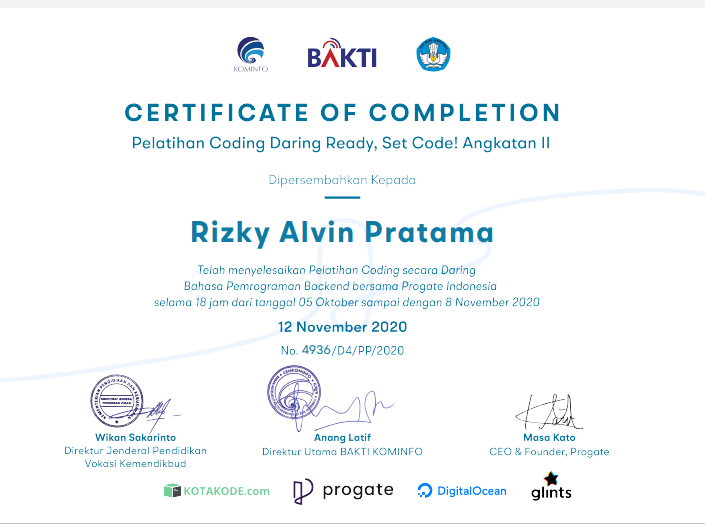 KOMINFO
BAKTI
CERTIFICATE OF COMPLETION
Pelatihan Coding Daring Ready, Set Code! Angkatan II
Dipersembahkan Kepada
Rizky Alvin Pratama
Telah menyelesaikan Pelatihan Coding secara Daring
Bahasa Pemrograman Backend bersama Progate Indonesia
selama 18 jam dari tanggal 05 Oktober sampai dengan 8 November 2020
12 November 2020
No. 4936/D4/PP/2020
Wikan Sakarinto
Direktur Jenderal Pendidikan
Vokasi Kemendikbud
Anang Latif
Direktur Utama BAKTI KOMINFO
Masa Kato
CEO & Founder, Progate
KOTAKODE.com
progate
DigitalOcean
glints